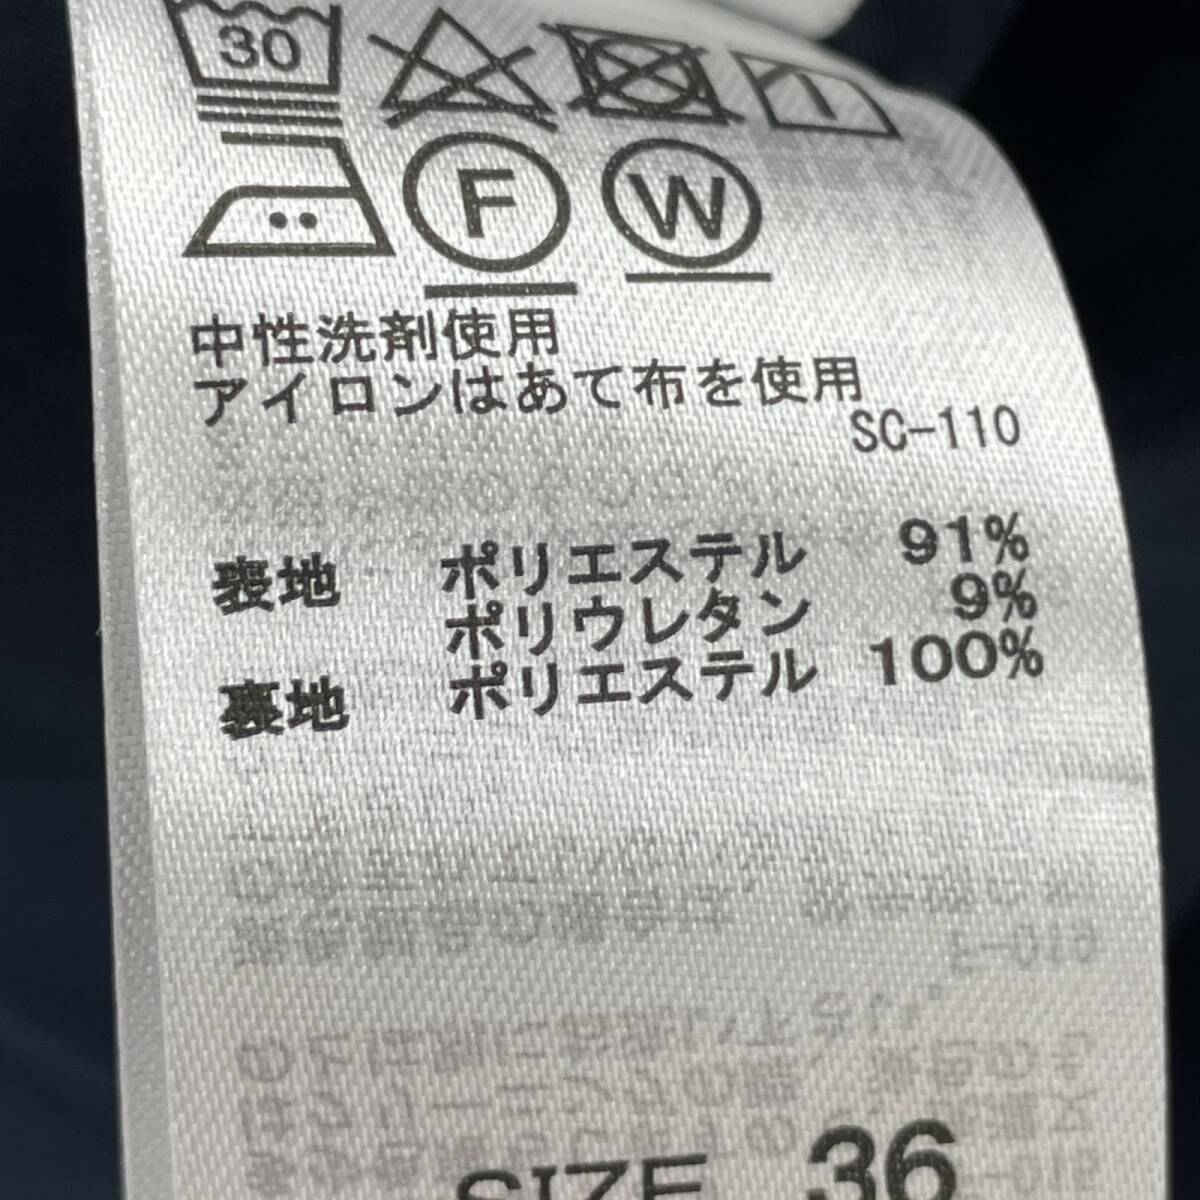 30
F W
中性洗剤使用
アイロンはあて布を使用
SC-110
表地 ポリエステル 91%
ポリウレタン 9%
裏地 ポリエステル 100%
SIZE 36